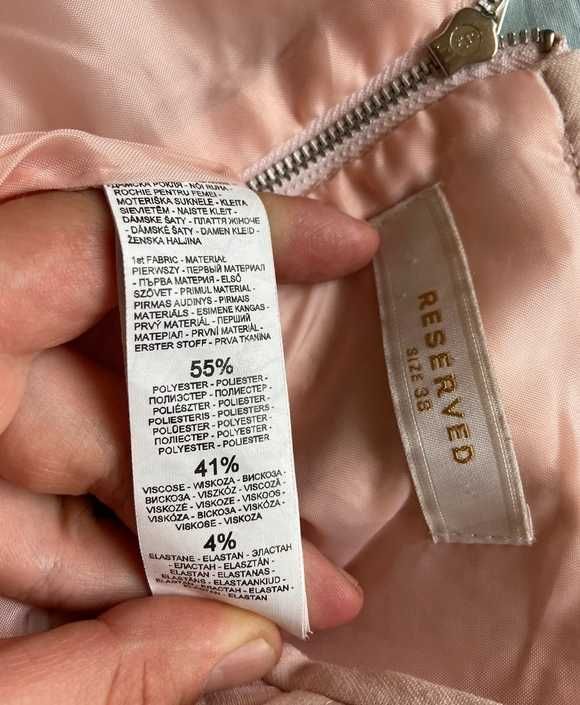 ДАМСКА РОКЛЯ - NŐI RUHA -
ROCHIE PENTRU FEMEI -
MOTERIŠKA SUKNELĖ - KLEITA
SIEVIETĒM - NAISTE KLEIT -
DÁMSKE ŠATY - ПЛАТТЯ ЖІНОЧЕ
- DÁMSKÉ ŠATY - DAMEN KLEID -
ŽENSKA HALJINA
1st FABRIC - MATERIAŁ
PIERWSZY - ПЕРВЫЙ МАТЕРИАЛ
- ПЪРВА МАТЕРИЯ - ELSŐ
SZÖVET - PRIMUL MATERIAL -
PIRMAS AUDINYS - PIRMAIS
MATERIĀLS - ESIMENE KANGAS -
PRVÝ MATERIÁL - ПЕРШИЙ
МАТЕРІАЛ - PRVNÍ MATERIÁL -
ERSTER STOFF - PRVA TKANINA
55%
POLYESTER - POLIESTER -
ПОЛИЭСТЕР - ПОЛИЕСТЕР -
POLIÉSZTER - POLIESTER -
POLIESTERIS - POLIESTERS -
POLÜESTER - POLYESTER -
ПОЛІЕСТЕР - POLYESTER -
POLYESTER - POLIESTER
41%
VISCOSE - WISKOZA - ВИСКОЗА -
ВИСКОЗА - VISZKÓZ - VISCOZĂ
- VISKOZĖ - VISKOZE - VISKOOS -
VISKÓZA - ВІСКОЗА - VISKÓZA -
VISKOSE - VISKOZA
4%
ELASTANE - ELASTAN - ЭЛАСТАН
- ЕЛАСТАН - ELASZTÁN -
ELASTAN - ELASTANAS -
ELASTĀNS - ELASTAANKIUD -
ELASTAN - ЕЛАСТАН - ELASTAN
- ELASTAN
RESERVED
SIZE 38